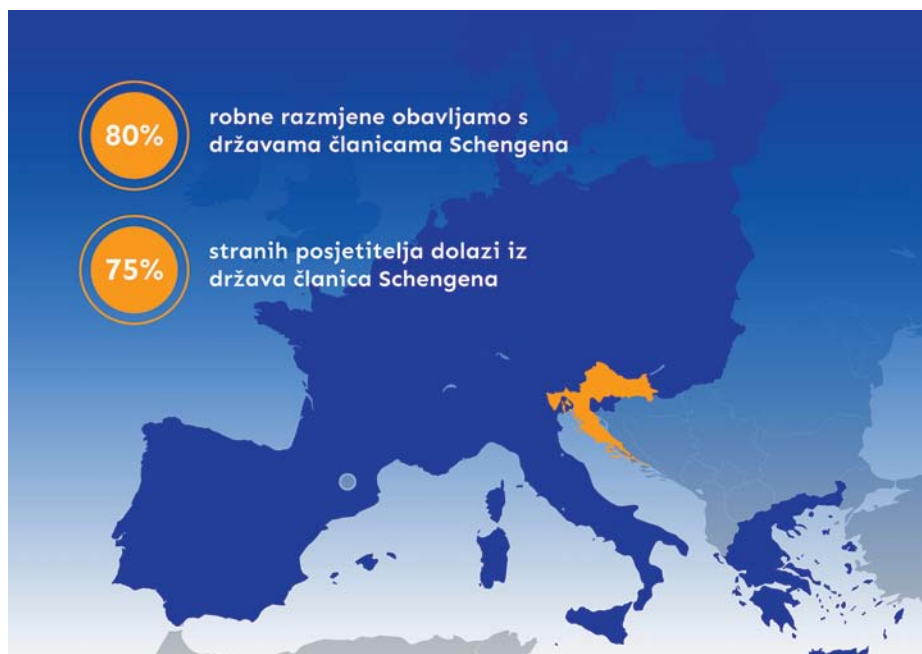 80%
robne razmjene obavljamo s
državama članicama Schengena
75%
stranih posjetitelja dolazi iz
država članica Schengena